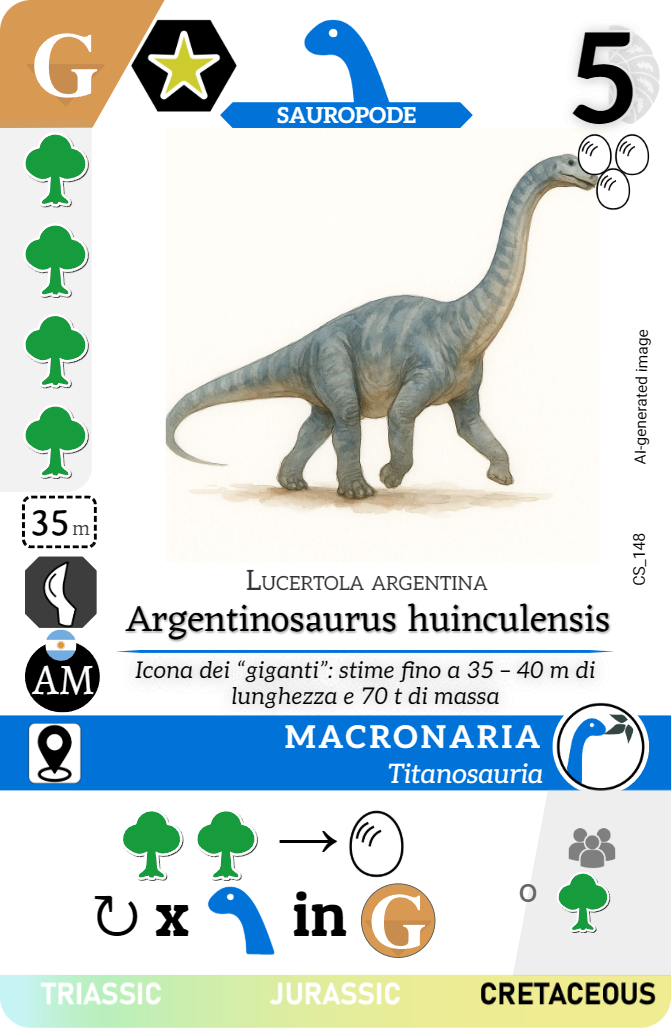 G
SAUROPODE
5
AI-generated image
35 m
CS_148
Lucertola argentina
Argentinosaurus huinculensis
AM
Icona dei “giganti”: stime fino a 35 – 40 m di
lunghezza e 70 t di massa
MACRONARIA
Titanosauria
→
↻ x in G
o
TRIASSIC JURASSIC CRETACEOUS